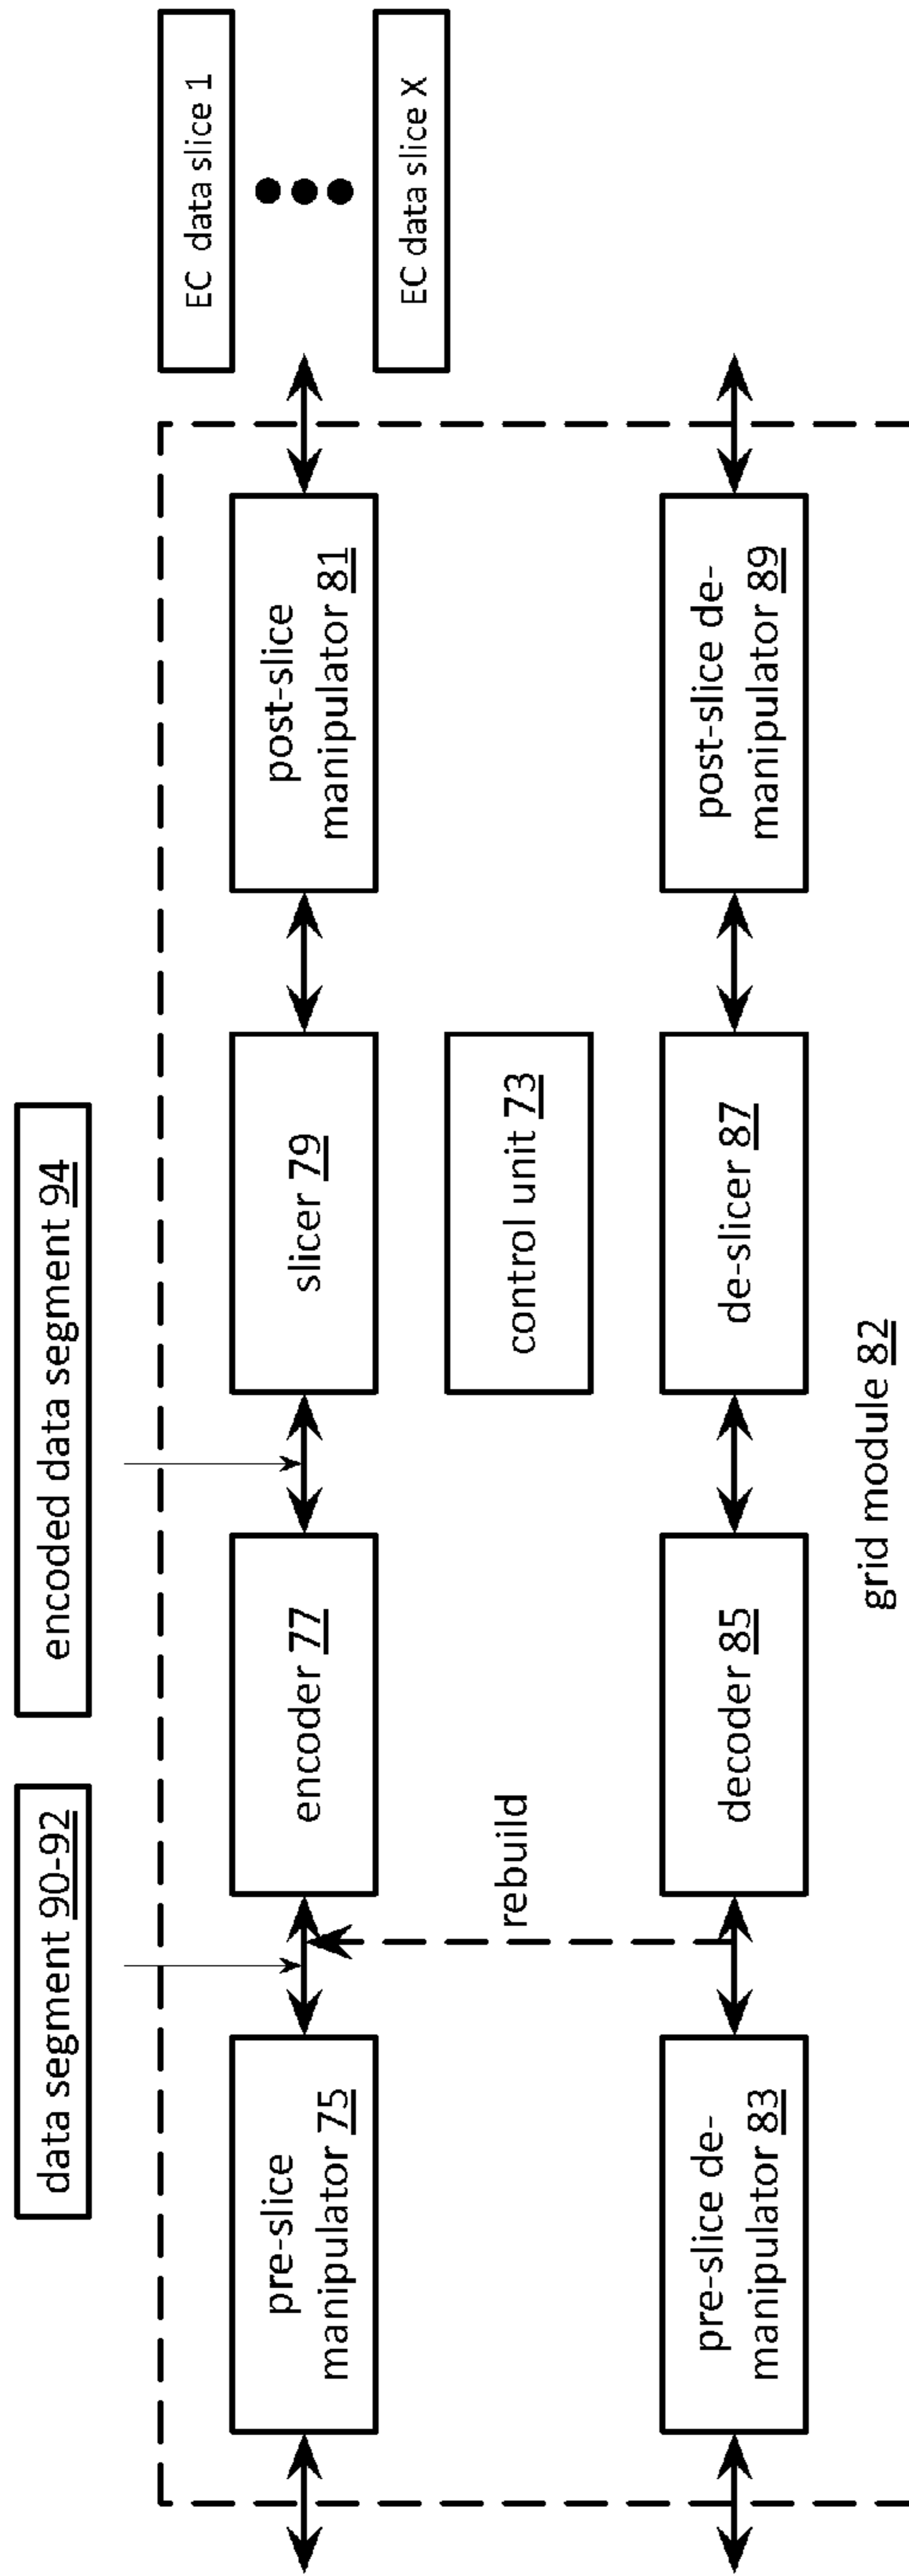 data segment 90-92
encoded data segment 94
pre-slice
manipulator 75
encoder 77
slicer 79
post-slice
manipulator 81
EC data slice 1
EC data slice X
rebuild
control unit 73
pre-slice de-
manipulator 83
decoder 85
de-slicer 87
post-slice de-
manipulator 89
grid module 82